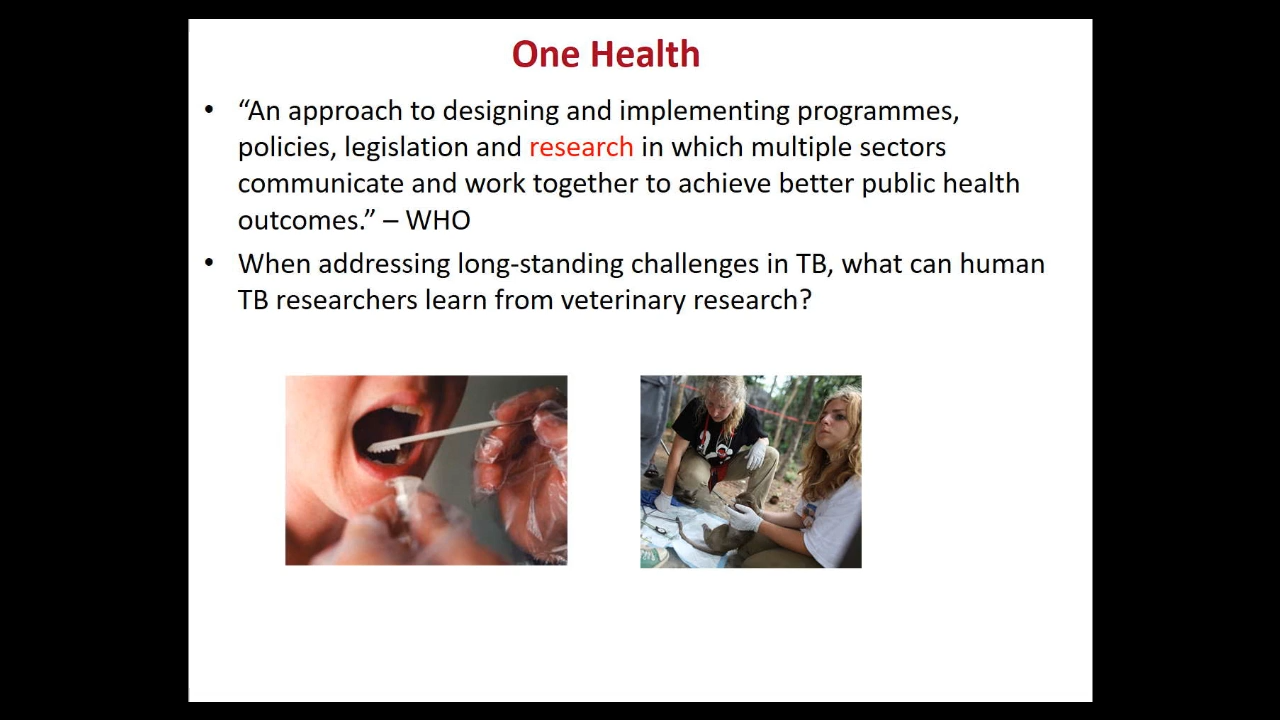 One Health
• “An approach to designing and implementing programmes,
policies, legislation and research in which multiple sectors
communicate and work together to achieve better public health
outcomes.” – WHO
• When addressing long-standing challenges in TB, what can human
TB researchers learn from veterinary research?